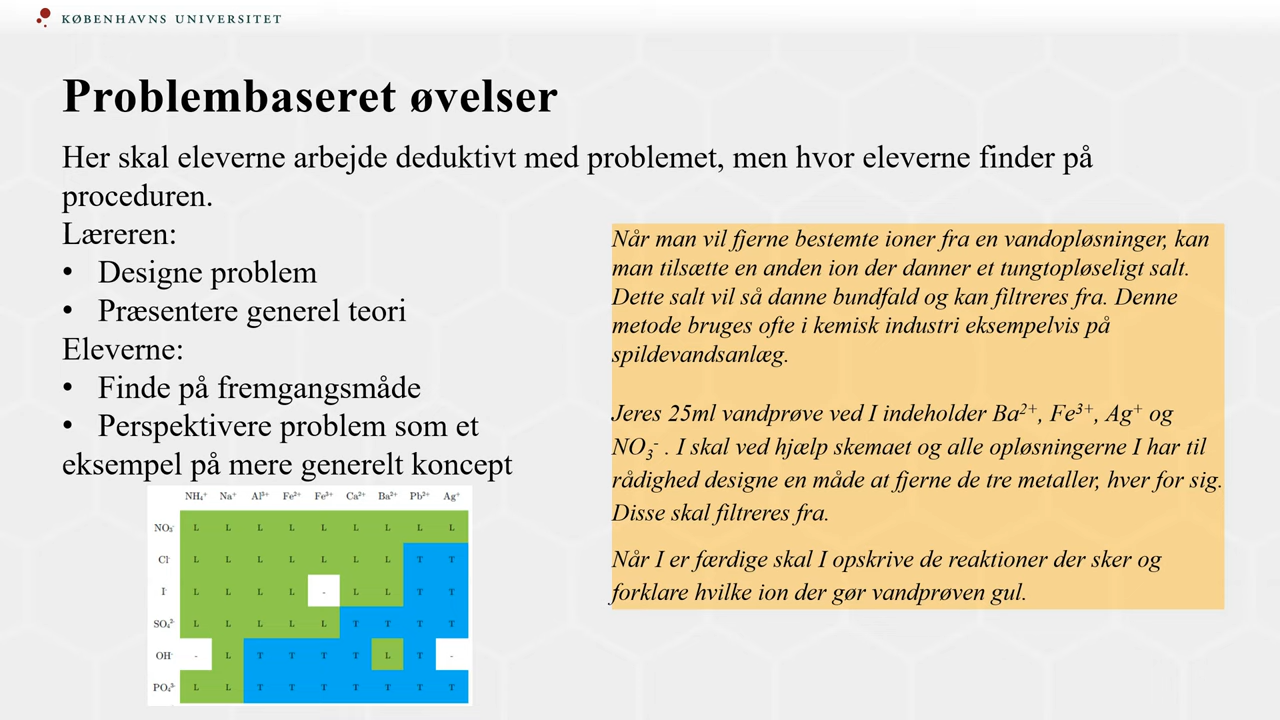 KØBENHAVNS UNIVERSITET
Problembaseret øvelser
Her skal eleverne arbejde deduktivt med problemet, men hvor eleverne finder på
proceduren.
Læreren:
• Designe problem
• Præsentere generel teori
Eleverne:
• Finde på fremgangsmåde
• Perspektivere problem som et
eksempel på mere generelt koncept
NH₄⁺ Na⁺ Al³⁺ Fe²⁺ Fe³⁺ Ca²⁺ Ba²⁺ Pb²⁺ Ag⁺
NO₃⁻ L L L L L L L L L
Cl⁻ L L L L L L L T T
I⁻ L L L L - L L T T
SO₄²⁻ L L L L L T T T T
OH⁻ - L T T T T L T -
PO₄³⁻ L L T T T T T T T
Når man vil fjerne bestemte ioner fra en vandopløsninger, kan
man tilsætte en anden ion der danner et tungtopløseligt salt.
Dette salt vil så danne bundfald og kan filtreres fra. Denne
metode bruges ofte i kemisk industri eksempelvis på
spildevandsanlæg.
Jeres 25ml vandprøve ved I indeholder Ba²⁺, Fe³⁺, Ag⁺ og
NO₃⁻ . I skal ved hjælp skemaet og alle opløsningerne I har til
rådighed designe en måde at fjerne de tre metaller, hver for sig.
Disse skal filtreres fra.
Når I er færdige skal I opskrive de reaktioner der sker og
forklare hvilke ion der gør vandprøven gul.